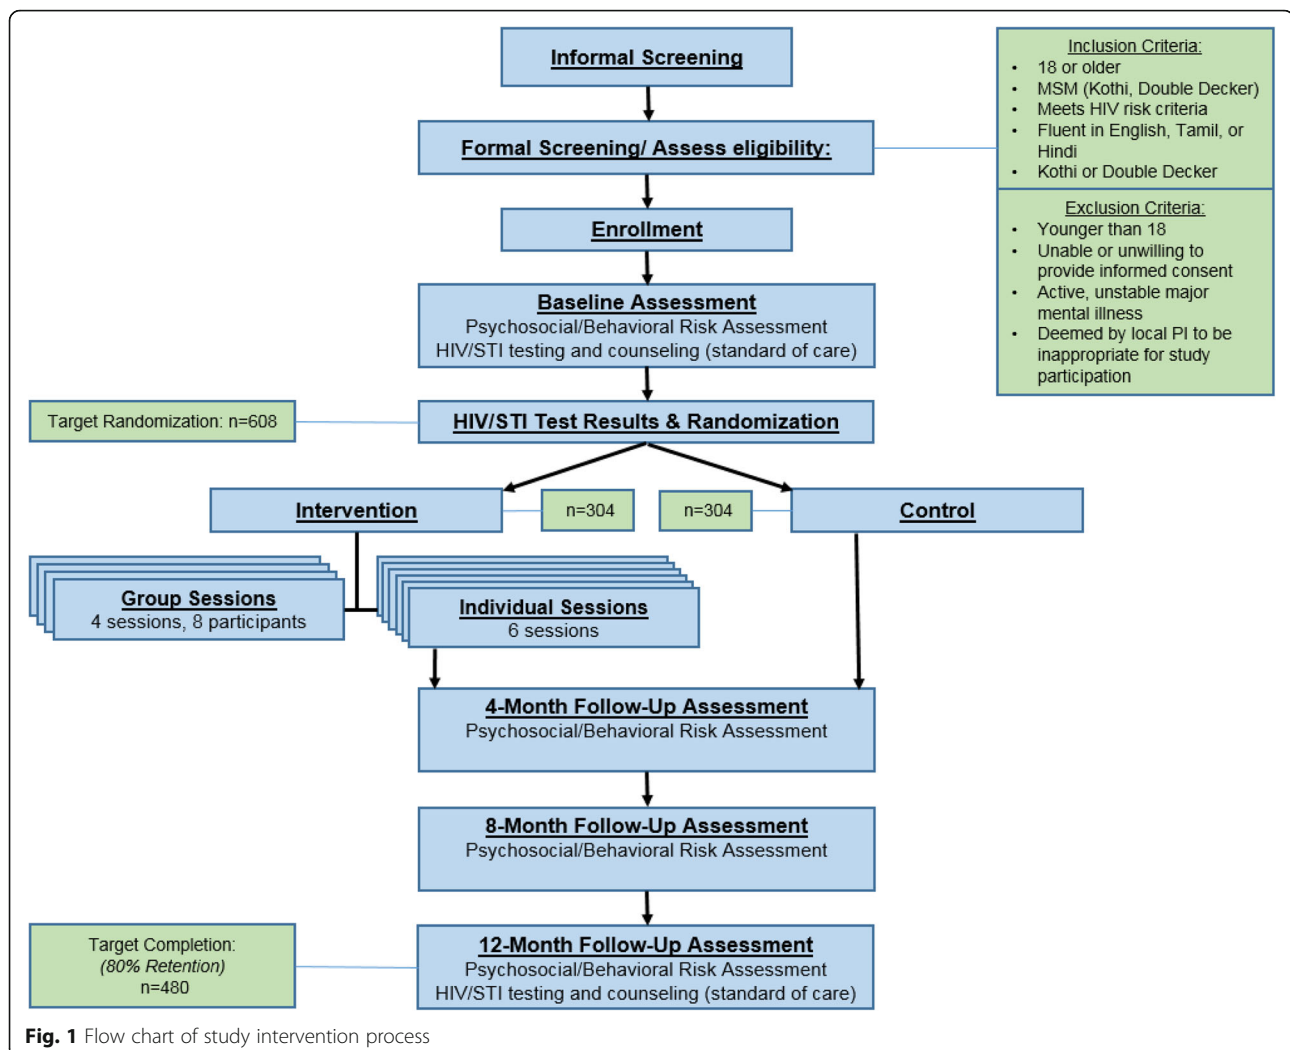 Informal Screening
Formal Screening/ Assess eligibility:
Inclusion Criteria:
• 18 or older
• MSM (Kothi, Double Decker)
• Meets HIV risk criteria
• Fluent in English, Tamil, or
Hindi
• Kothi or Double Decker
Exclusion Criteria:
• Younger than 18
• Unable or unwilling to
provide informed consent
• Active, unstable major
mental illness
• Deemed by local PI to be
inappropriate for study
participation
Enrollment
Baseline Assessment
Psychosocial/Behavioral Risk Assessment
HIV/STI testing and counseling (standard of care)
Target Randomization: n=608
HIV/STI Test Results & Randomization
Intervention
n=304
n=304
Control
Group Sessions
4 sessions, 8 participants
Individual Sessions
6 sessions
4-Month Follow-Up Assessment
Psychosocial/Behavioral Risk Assessment
8-Month Follow-Up Assessment
Psychosocial/Behavioral Risk Assessment
Target Completion:
(80% Retention)
n=480
12-Month Follow-Up Assessment
Psychosocial/Behavioral Risk Assessment
HIV/STI testing and counseling (standard of care)
Fig. 1 Flow chart of study intervention process